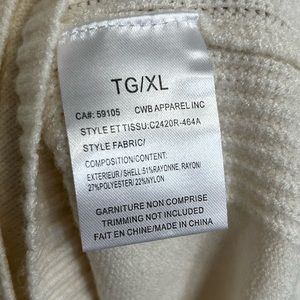 TG/XL
CA#: 59105 CWB APPAREL INC
STYLE ET TISSU:C2420R-464A
STYLE FABRIC/
COMPOSITION/CONTENT:
EXTERIEUR/SHELL:51%RAYONNE, RAYON/
27%POLYESTER/ 22%NYLON
GARNITURE NON COMPRISE
TRIMMING NOT INCLUDED
FAIT EN CHINE/MADE IN CHINA